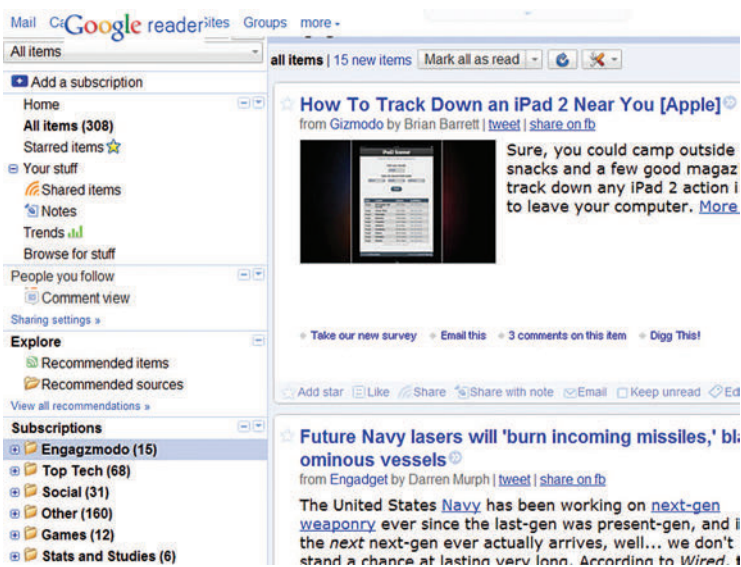 Mail Ca Google reader Sites Groups more
All items
all items | 15 new items Mark all as read
Add a subscription
Home
All items (308)
Starred items
Your stuff
Shared items
Notes
Trends
Browse for stuff
People you follow
Comment view
Sharing settings »
Explore
Recommended items
Recommended sources
View all recommendations »
Subscriptions
Engagzmodo (15)
Top Tech (68)
Social (31)
Other (160)
Games (12)
Stats and Studies (6)
How To Track Down an iPad 2 Near You [Apple]
from Gizmodo by Brian Barrett | tweet | share on fb
Sure, you could camp outside
snacks and a few good magaz
track down any iPad 2 action i
to leave your computer. More
Take our new survey Email this 3 comments on this item Digg This!
Add star Like Share Share with note Email Keep unread Ed
Future Navy lasers will 'burn incoming missiles,' bla
ominous vessels
from Engadget by Darren Murph | tweet | share on fb
The United States Navy has been working on next-gen
weaponry ever since the last-gen was present-gen, and i
the next next-gen ever actually arrives, well... we don't
stand a chance at lasting very long. According to Wired, t